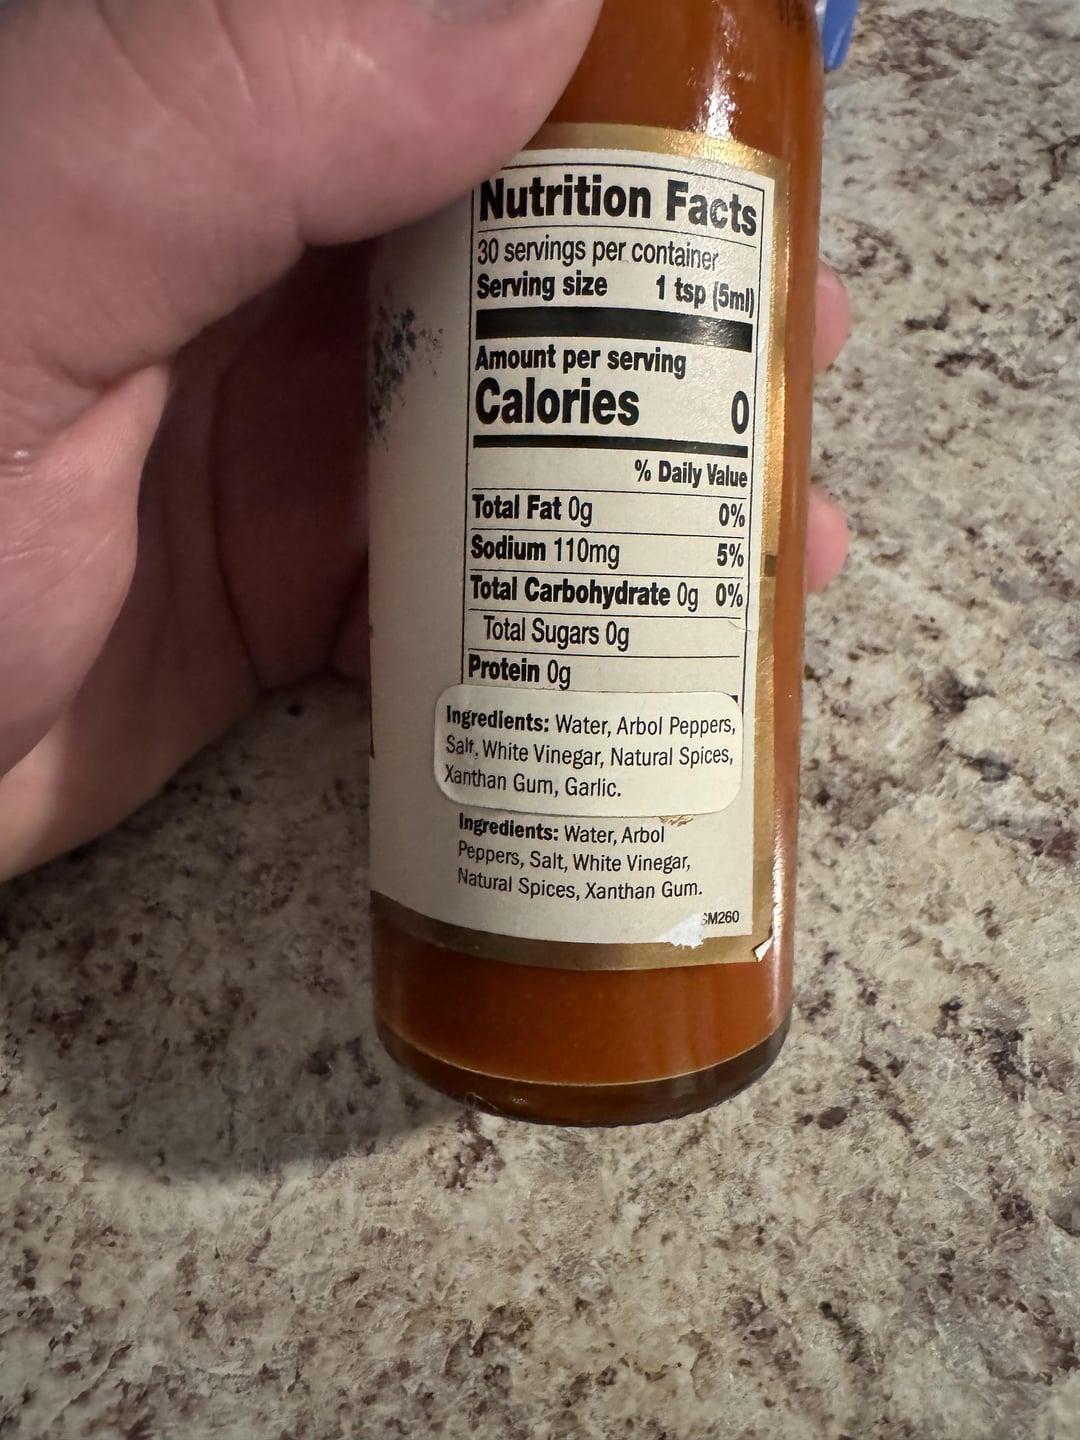 Nutrition Facts
30 servings per container
Serving size 1 tsp (5ml)
Amount per serving
Calories 0
% Daily Value
Total Fat 0g 0%
Sodium 110mg 5%
Total Carbohydrate 0g 0%
Total Sugars 0g
Protein 0g
Ingredients: Water, Arbol Peppers,
Salt, White Vinegar, Natural Spices,
Xanthan Gum, Garlic.
Ingredients: Water, Arbol
Peppers, Salt, White Vinegar,
Natural Spices, Xanthan Gum.
SM260